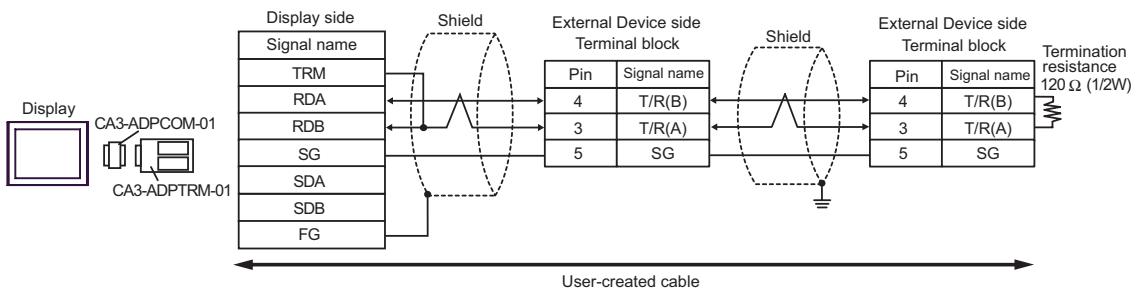 Display
CA3-ADPCOM-01
CA3-ADPTRM-01
Display side
Signal name
TRM
RDA
RDB
SG
SDA
SDB
FG
Shield
External Device side
Terminal block
Pin Signal name
4 T/R(B)
3 T/R(A)
5 SG
Shield
External Device side
Terminal block
Pin Signal name
4 T/R(B)
3 T/R(A)
5 SG
Termination
resistance
120 Ω (1/2W)
User-created cable